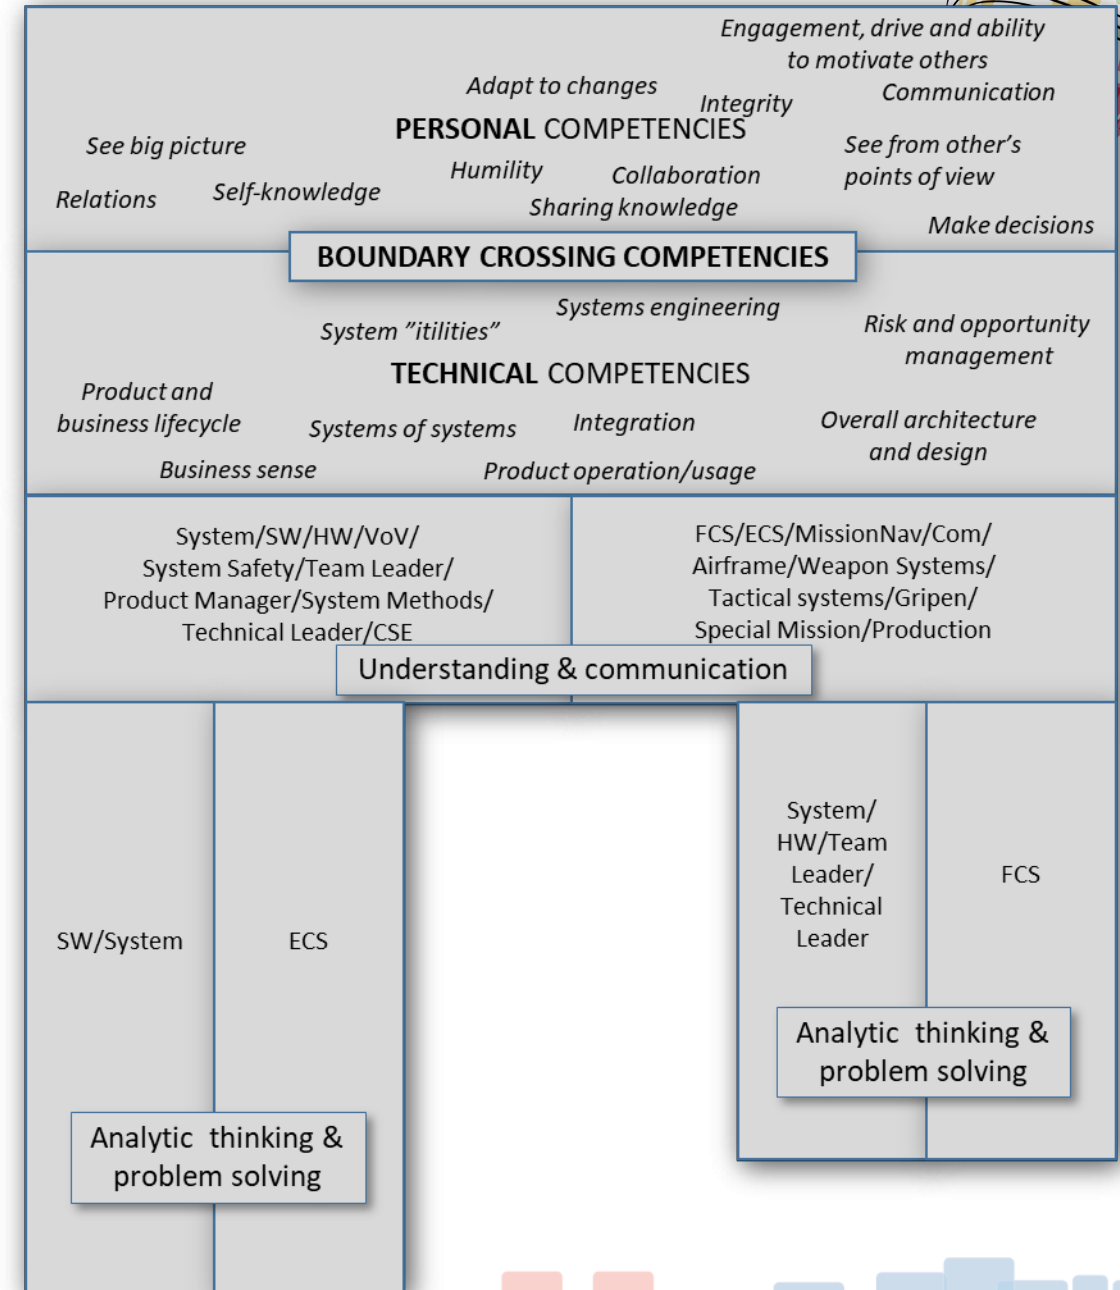 Engagement, drive and ability
to motivate others
Adapt to changes
Integrity
Communication
PERSONAL COMPETENCIES
See big picture
See from other's
points of view
Humility
Collaboration
Relations
Self-knowledge
Sharing knowledge
Make decisions
BOUNDARY CROSSING COMPETENCIES
Systems engineering
System ”itilities”
Risk and opportunity
management
TECHNICAL COMPETENCIES
Product and
business lifecycle
Systems of systems
Integration
Overall architecture
and design
Business sense
Product operation/usage
System/SW/HW/VoV/
System Safety/Team Leader/
Product Manager/System Methods/
Technical Leader/CSE
FCS/ECS/MissionNav/Com/
Airframe/Weapon Systems/
Tactical systems/Gripen/
Special Mission/Production
Understanding & communication
SW/System
ECS
Analytic thinking &
problem solving
System/
HW/Team
Leader/
Technical
Leader
FCS
Analytic thinking &
problem solving